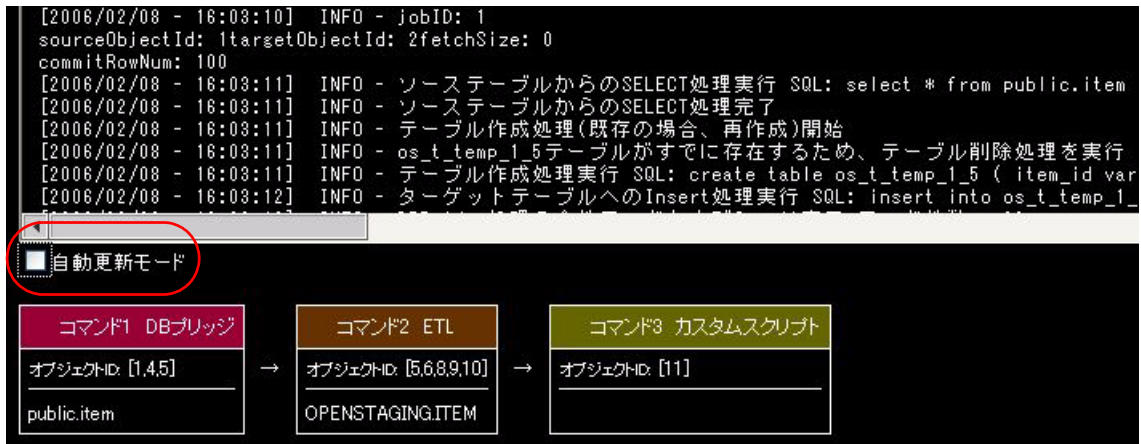 [2006/02/08 - 16:03:10] INFO - jobID: 1
sourceObjectId: 1targetObjectId: 2fetchSize: 0
commitRowNum: 100
[2006/02/08 - 16:03:11] INFO - ソーステーブルからのSELECT処理実行 SQL: select * from public.item
[2006/02/08 - 16:03:11] INFO - ソーステーブルからのSELECT処理完了
[2006/02/08 - 16:03:11] INFO - テーブル作成処理(既存の場合、再作成)開始
[2006/02/08 - 16:03:11] INFO - os_t_temp_1_5テーブルがすでに存在するため、テーブル削除処理を実行
[2006/02/08 - 16:03:11] INFO - テーブル作成処理実行 SQL: create table os_t_temp_1_5 ( item_id var
[2006/02/08 - 16:03:12] INFO - ターゲットテーブルへのInsert処理実行 SQL: insert into os_t_temp_1_
自動更新モード
コマンド1 DBブリッジ → コマンド2 ETL → コマンド3 カスタムスクリプト
オブジェクトID: [1,4,5] オブジェクトID: [5,6,8,9,10] オブジェクトID: [11]
public.item OPENSTAGING.ITEM